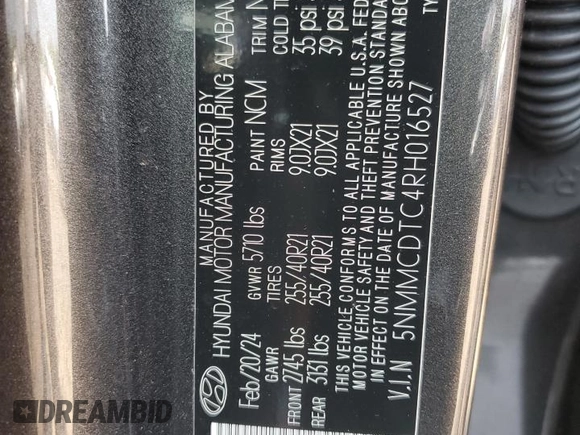 MANUFACTURED BY
HYUNDAI MOTOR MANUFACTURING ALABAM
Feb/20/24 GVWR 5710 lbs PAINT NCM TRIM N
GAWR TIRES RIMS COLD T
FRONT 2745 lbs 255/40R21 9.0JX21 35 psi
REAR 3131 lbs 255/40R21 9.0JX21 39 psi
THIS VEHICLE CONFORMS TO ALL APPLICABLE U.S.A. FED
MOTOR VEHICLE SAFETY AND THEFT PREVENTION STANDA
IN EFFECT ON THE DATE OF MANUFACTURE SHOWN ABO
V.I.N 5NMMCDTC4RH016527 TY
DREAMBID